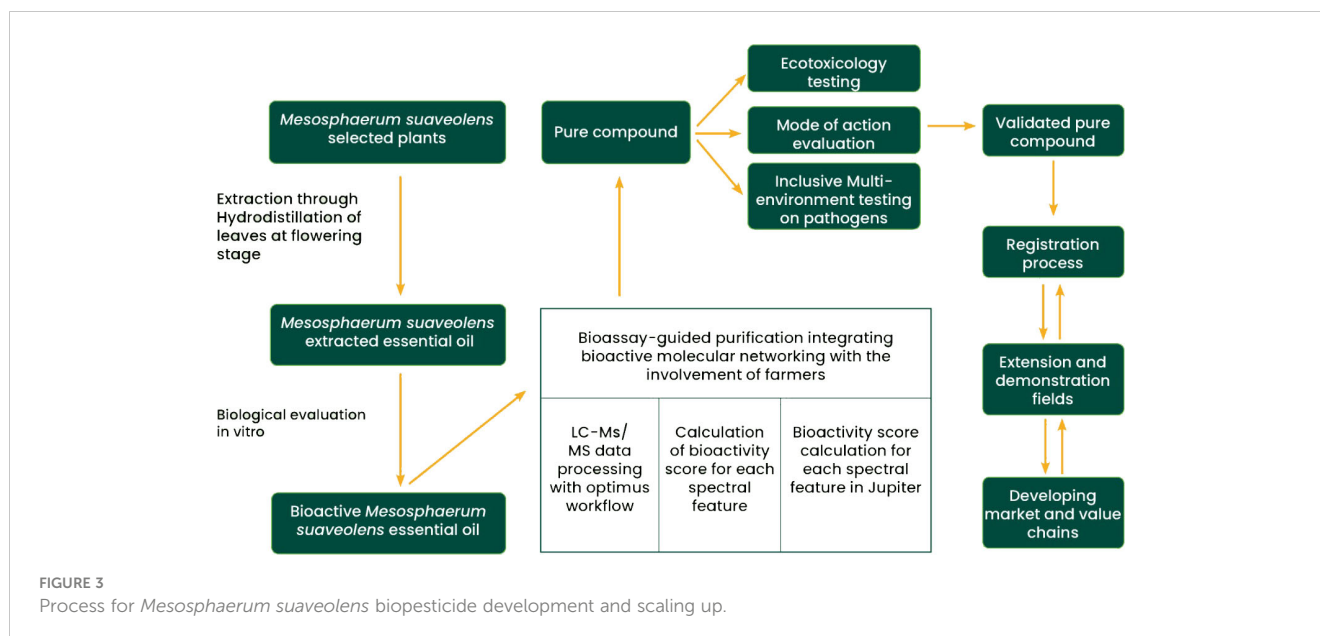 Mesosphaerum suaveolens
selected plants
Extraction through
Hydrodistillation of
leaves at flowering
stage
Mesosphaerum suaveolens
extracted essential oil
Biological evaluation
in vitro
Bioactive Mesosphaerum
suaveolens essential oil
Bioassay-guided purification integrating
bioactive molecular networking with the
involvement of farmers
LC-Ms/
MS data
processing
with optimus
workflow
Calculation
of bioactivity
score for each
spectral
feature
Bioactivity score
calculation for
each spectral
feature in Jupiter
Pure compound
Ecotoxicology
testing
Mode of action
evaluation
Inclusive Multi-
environment testing
on pathogens
Validated pure
compound
Registration
process
Extension and
demonstration
fields
Developing
market and value
chains
FIGURE 3
Process for Mesosphaerum suaveolens biopesticide development and scaling up.